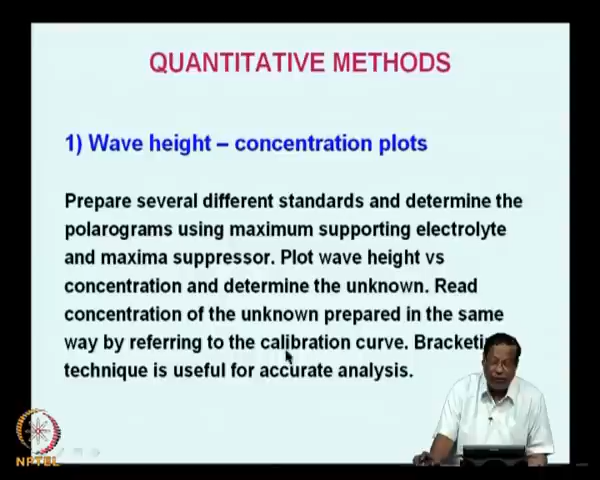 QUANTITATIVE METHODS
1) Wave height – concentration plots
Prepare several different standards and determine the
polarograms using maximum supporting electrolyte
and maxima suppressor. Plot wave height vs
concentration and determine the unknown. Read
concentration of the unknown prepared in the same
way by referring to the calibration curve. Bracketi
technique is useful for accurate analysis.
NPTEL